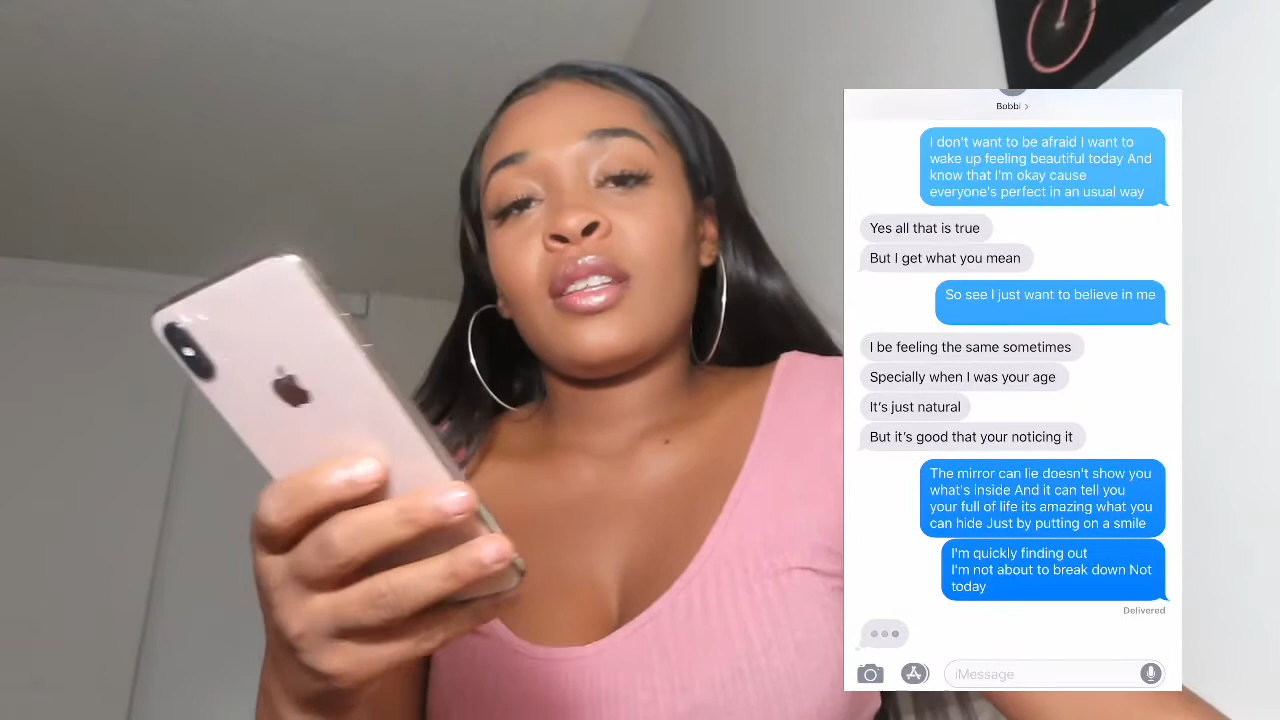 Bobbi >
I don't want to be afraid I want to
wake up feeling beautiful today And
know that I'm okay cause
everyone's perfect in an usual way
Yes all that is true
But I get what you mean
So see I just want to believe in me
I be feeling the same sometimes
Specially when I was your age
It's just natural
But it's good that your noticing it
The mirror can lie doesn't show you
what's inside And it can tell you
your full of life its amazing what you
can hide Just by putting on a smile
I'm quickly finding out
I'm not about to break down Not
today
Delivered
iMessage